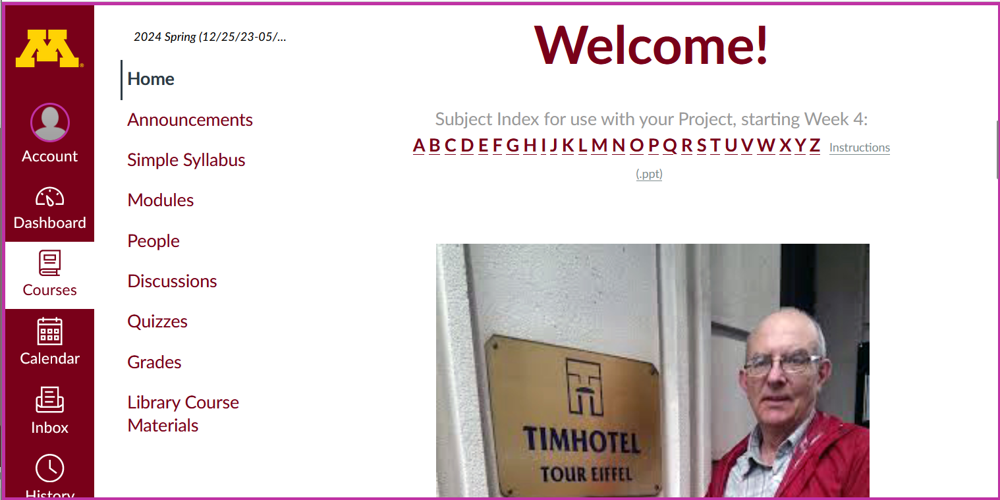 M
2024 Spring (12/25/23-05/...
Home
Announcements
Simple Syllabus
Modules
People
Discussions
Quizzes
Grades
Library Course
Materials
Account
Dashboard
Courses
Calendar
Inbox
History
Welcome!
Subject Index for use with your Project, starting Week 4:
A B C D E F G H I J K L M N O P Q R S T U V W X Y Z Instructions
(.ppt)
TIMHOTEL
TOUR EIFFEL